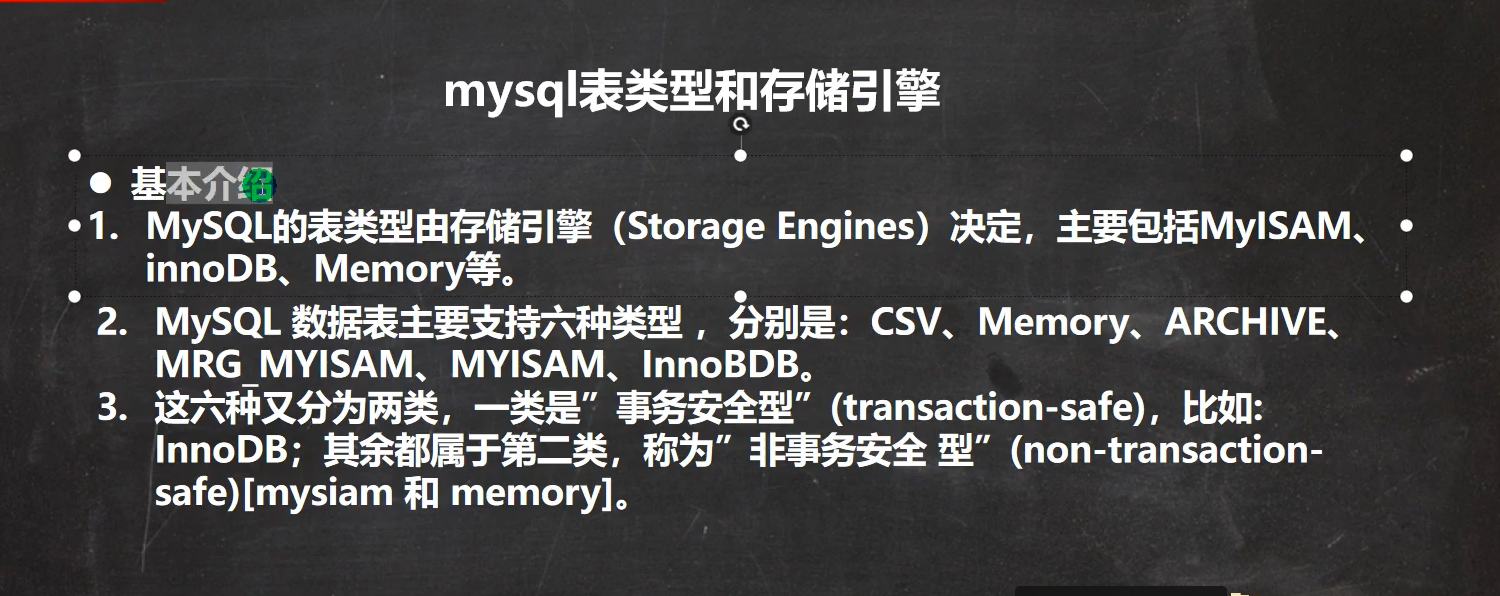 mysql表类型和存储引擎
● 基本介绍
1. MySQL的表类型由存储引擎（Storage Engines）决定，主要包括MyISAM、
innoDB、Memory等。
2. MySQL 数据表主要支持六种类型 ，分别是：CSV、Memory、ARCHIVE、
MRG_MYISAM、MYISAM、InnoBDB。
3. 这六种又分为两类，一类是”事务安全型”(transaction-safe)，比如:
InnoDB；其余都属于第二类，称为”非事务安全 型”(non-transaction-
safe)[mysiam 和 memory]。